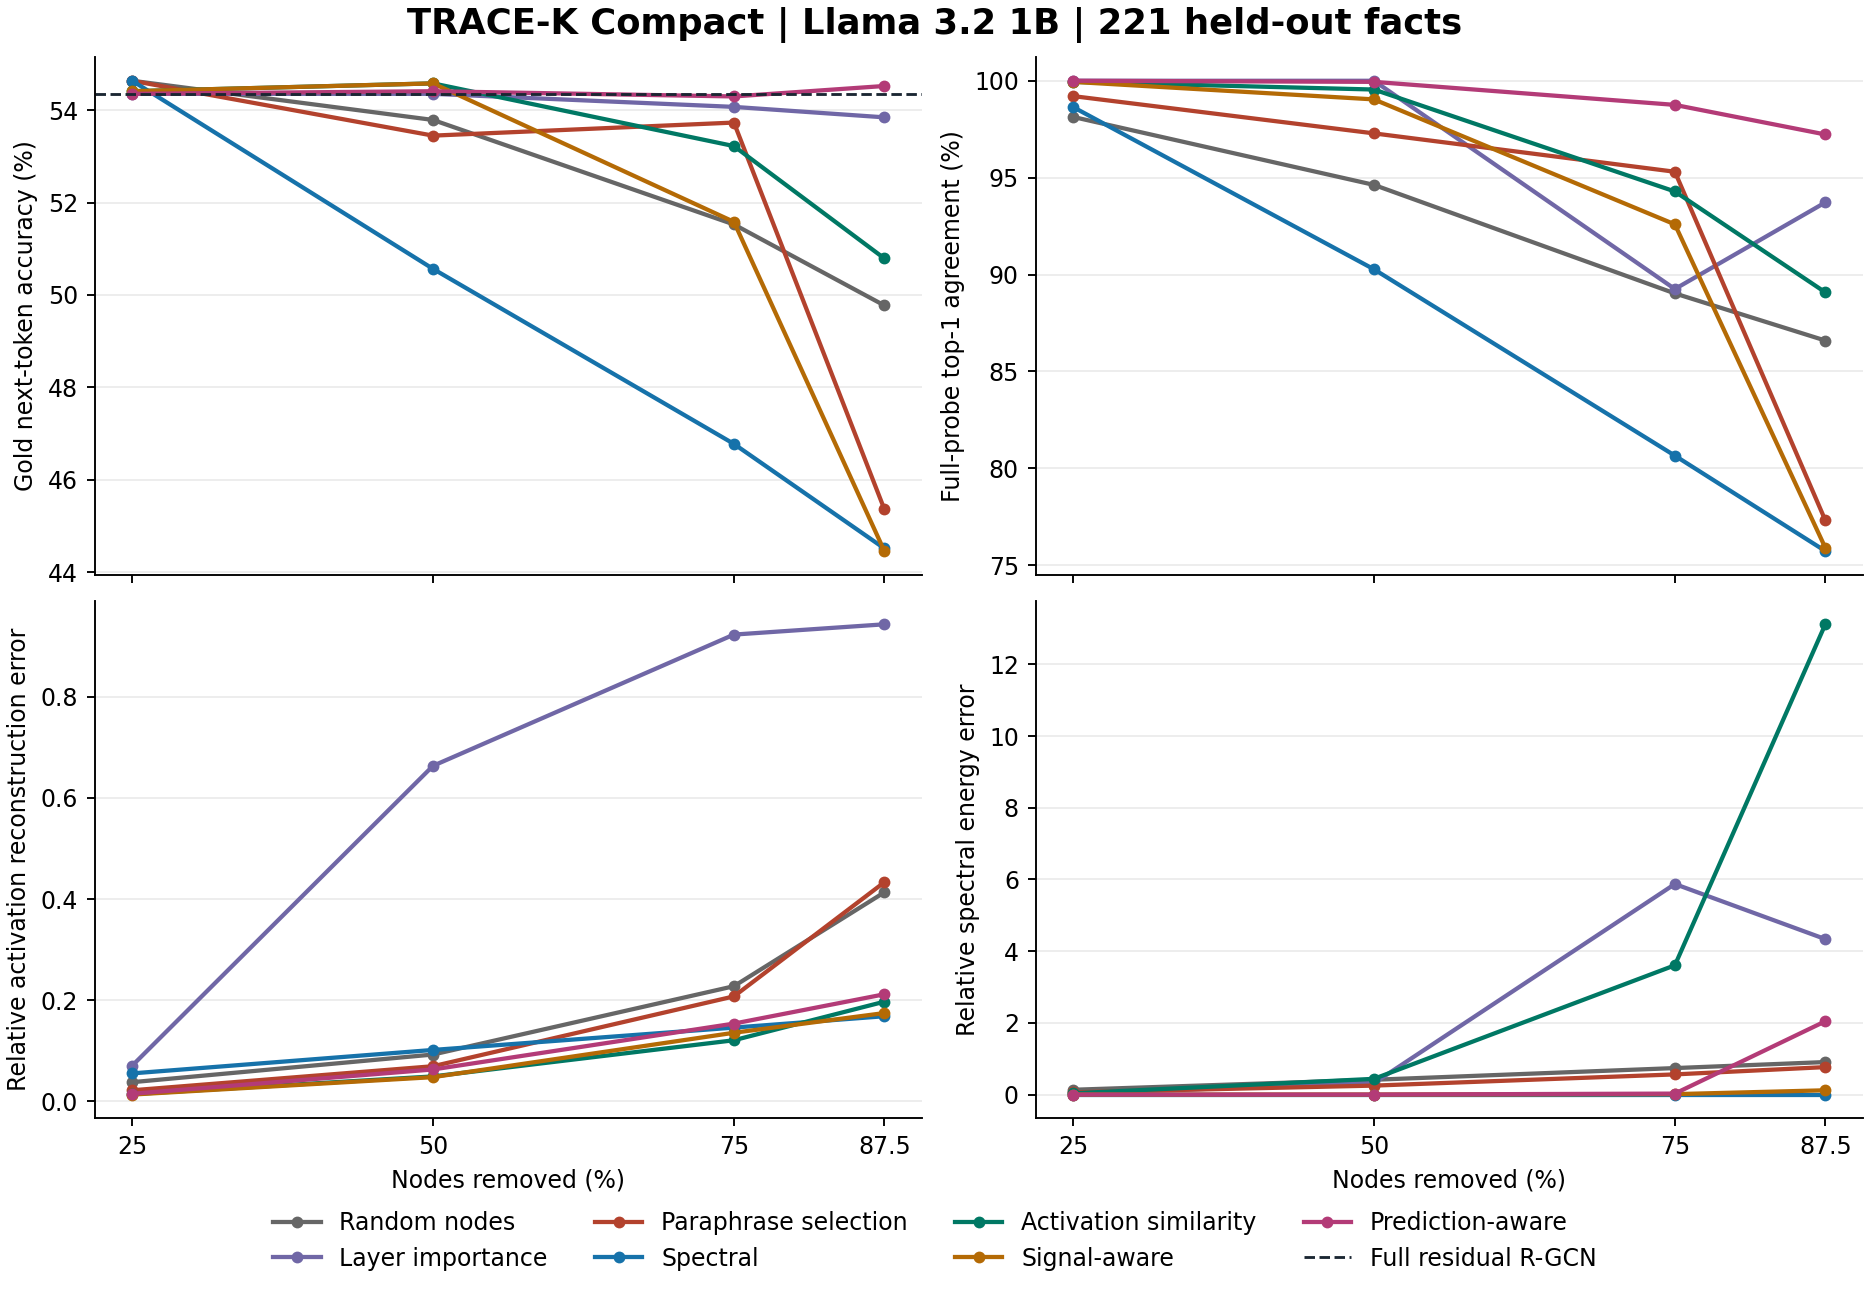 TRACE-K Compact | Llama 3.2 1B | 221 held-out facts
Gold next-token accuracy (%)
54
52
50
48
46
44
Full-probe top-1 agreement (%)
100
95
90
85
80
75
Relative activation reconstruction error
0.8
0.6
0.4
0.2
0.0
25 50 75 87.5
Nodes removed (%)
Relative spectral energy error
12
10
8
6
4
2
0
25 50 75 87.5
Nodes removed (%)
Random nodes Paraphrase selection Activation similarity Prediction-aware
Layer importance Spectral Signal-aware Full residual R-GCN